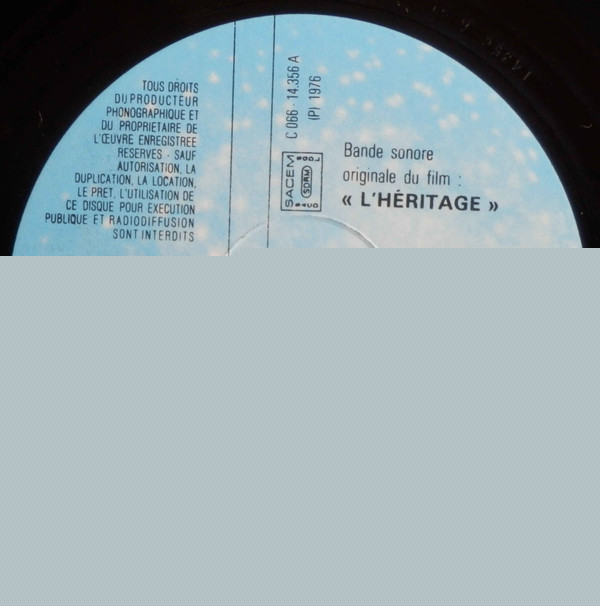 TOUS DROITS
DU PRODUCTEUR
PHONOGRAPHIQUE ET
DU PROPRIETAIRE DE
L'ŒUVRE ENREGISTREE
RESERVES - SAUF
AUTORISATION, LA
DUPLICATION, LA LOCATION,
LE PRET, L'UTILISATION DE
CE DISQUE POUR EXECUTION
PUBLIQUE ET RADIODIFFUSION
SONT INTERDITS
C 066 - 14.356 A
(P) 1976
SACEM
SDRM
Bande sonore
originale du film :
« L'HÉRITAGE »